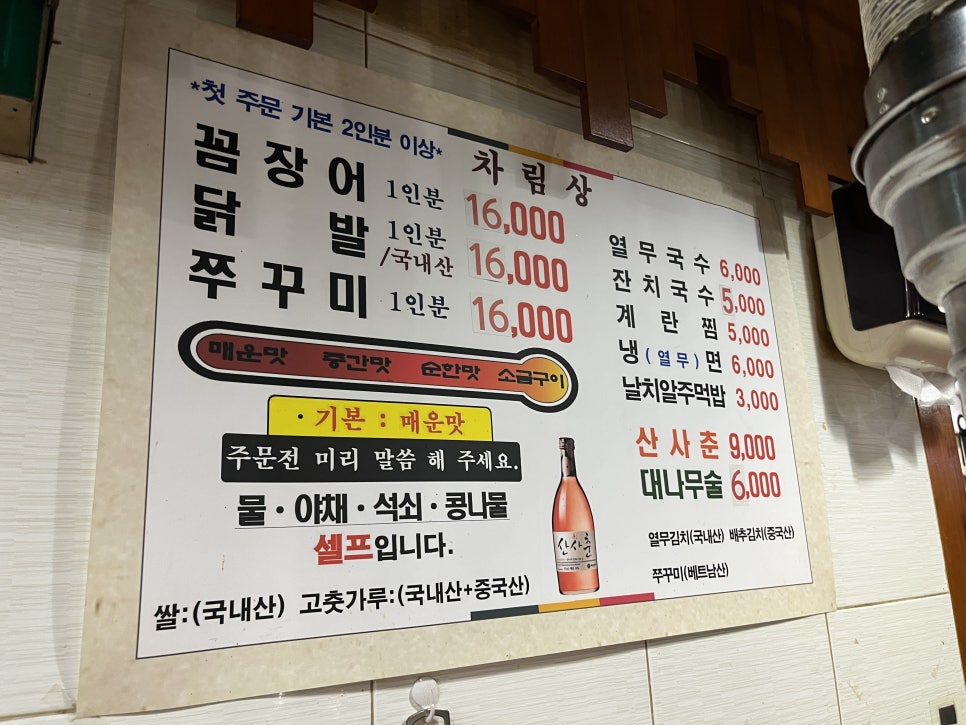 *첫 주문 기본 2인분 이상*
차림상
꼼장어 1인분 16,000
닭발 1인분/국내산 16,000
쭈꾸미 1인분 16,000
매운맛 중간맛 순한맛 소금구이
· 기본 : 매운맛
주문전 미리 말씀 해 주세요.
물·야채·석쇠·콩나물
셀프입니다.
쌀:(국내산) 고춧가루:(국내산+중국산)
열무국수 6,000
잔치국수 5,000
계란찜 5,000
냉(열무)면 6,000
날치알주먹밥 3,000
산사춘 9,000
대나무술 6,000
산사춘
열무김치(국내산) 배추김치(중국산)
쭈꾸미(베트남산)